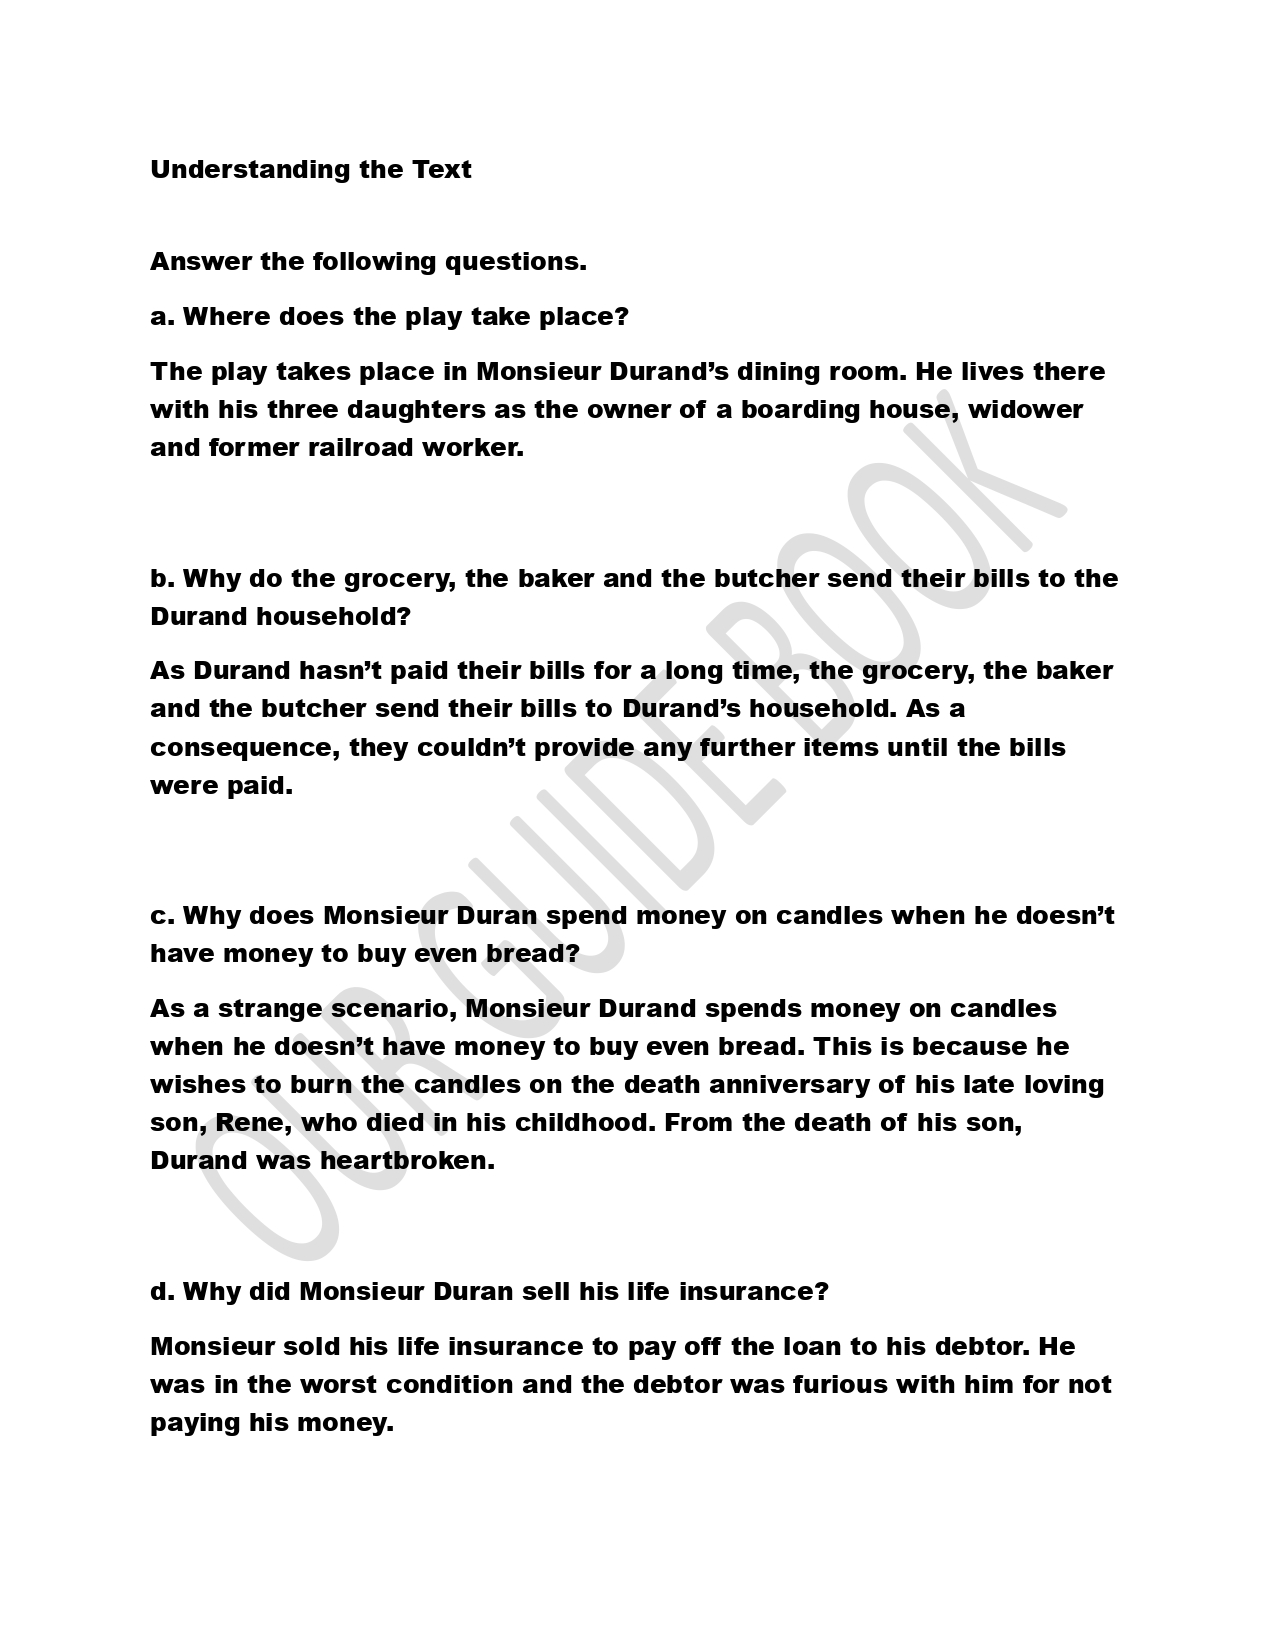 Understanding the Text
Answer the following questions.
a. Where does the play take place?
The play takes place in Monsieur Durand’s dining room. He lives there
with his three daughters as the owner of a boarding house, widower
and former railroad worker.
b. Why do the grocery, the baker and the butcher send their bills to the
Durand household?
As Durand hasn’t paid their bills for a long time, the grocery, the baker
and the butcher send their bills to Durand’s household. As a
consequence, they couldn’t provide any further items until the bills
were paid.
c. Why does Monsieur Duran spend money on candles when he doesn’t
have money to buy even bread?
As a strange scenario, Monsieur Durand spends money on candles
when he doesn’t have money to buy even bread. This is because he
wishes to burn the candles on the death anniversary of his late loving
son, Rene, who died in his childhood. From the death of his son,
Durand was heartbroken.
d. Why did Monsieur Duran sell his life insurance?
Monsieur sold his life insurance to pay off the loan to his debtor. He
was in the worst condition and the debtor was furious with him for not
paying his money.
OUR GUIDE BOOK